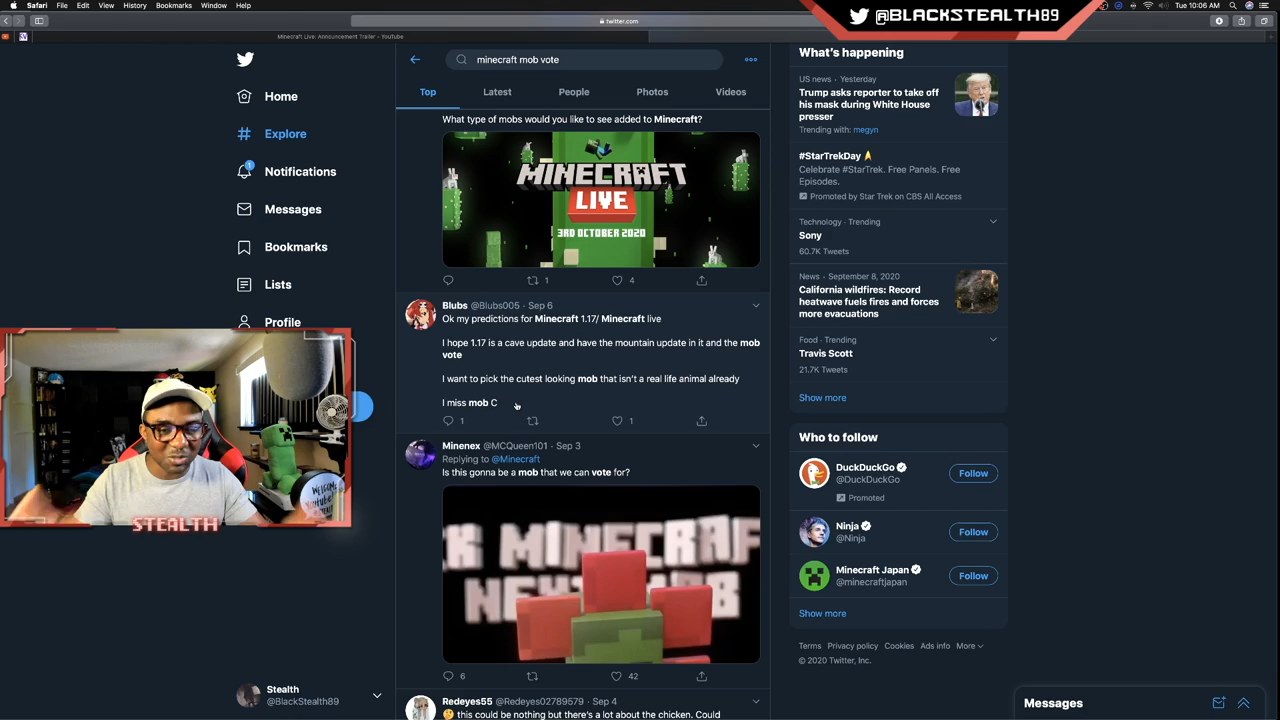 Safari File Edit View History Bookmarks Window Help
Tue 10:06 AM
@BLACKSTEALTH89
twitter.com
Minecraft Live: Announcement Trailer - YouTube
Home
Explore
1
Notifications
Messages
Bookmarks
Lists
Profile
WELCOME
STEALTH
Stealth
@BlackStealth89
minecraft mob vote
Top Latest People Photos Videos
What type of mobs would you like to see added to Minecraft?
MINECRAFT
LIVE
3RD OCTOBER 2020
1 4
Blubs @Blubs005 · Sep 6
Ok my predictions for Minecraft 1.17/ Minecraft live
I hope 1.17 is a cave update and have the mountain update in it and the mob
vote
I want to pick the cutest looking mob that isn't a real life animal already
I miss mob C
1 1
Minenex @MCQueen101 · Sep 3
Replying to @Minecraft
Is this gonna be a mob that we can vote for?
6 42
Redeyes55 @Redeyes02789579 · Sep 4
🤔 this could be nothing but there's a lot about the chicken. Could
What's happening
US news · Yesterday
Trump asks reporter to take off
his mask during White House
presser
Trending with: megyn
#StarTrekDay
Celebrate #StarTrek. Free Panels. Free
Episodes.
Promoted by Star Trek on CBS All Access
Technology · Trending
Sony
60.7K Tweets
News · September 8, 2020
California wildfires: Record
heatwave fuels fires and forces
more evacuations
Food · Trending
Travis Scott
21.7K Tweets
Show more
Who to follow
DuckDuckGo
@DuckDuckGo
Follow
Promoted
Ninja
@Ninja
Follow
Minecraft Japan
@minecraftjapan
Follow
Show more
Terms Privacy policy Cookies Ads info More
© 2020 Twitter, Inc.
Messages